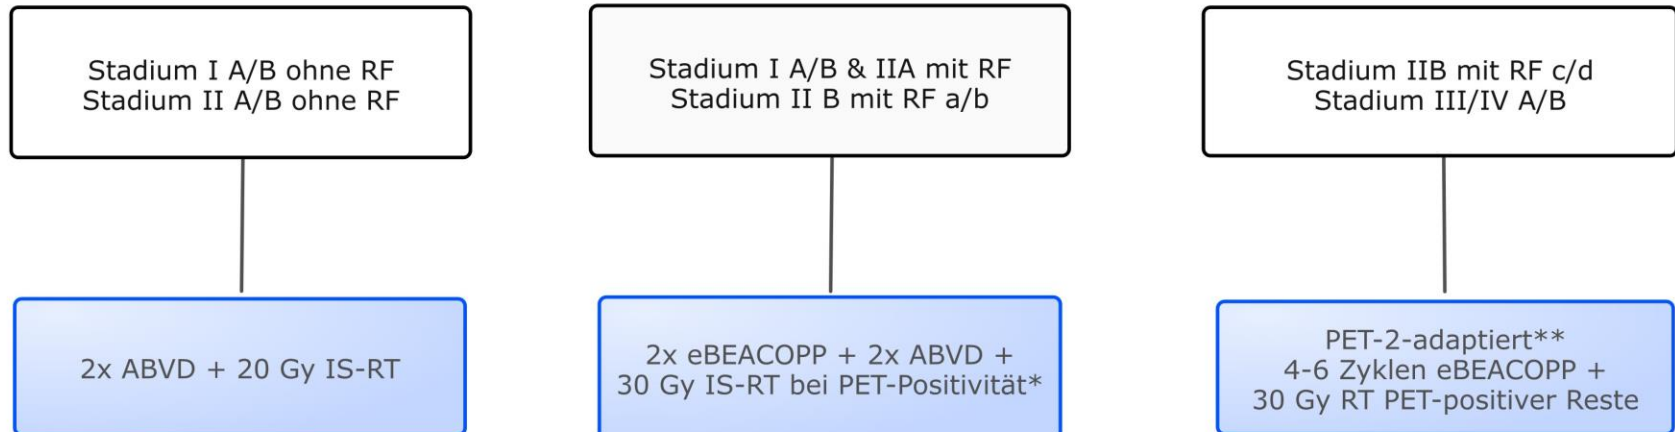 Stadium I A/B ohne RF
Stadium II A/B ohne RF
Stadium I A/B & IIA mit RF
Stadium II B mit RF a/b
Stadium IIB mit RF c/d
Stadium III/IV A/B
2x ABVD + 20 Gy IS-RT
2x eBEACOPP + 2x ABVD +
30 Gy IS-RT bei PET-Positivität*
PET-2-adaptiert**
4-6 Zyklen eBEACOPP +
30 Gy RT PET-positiver Reste